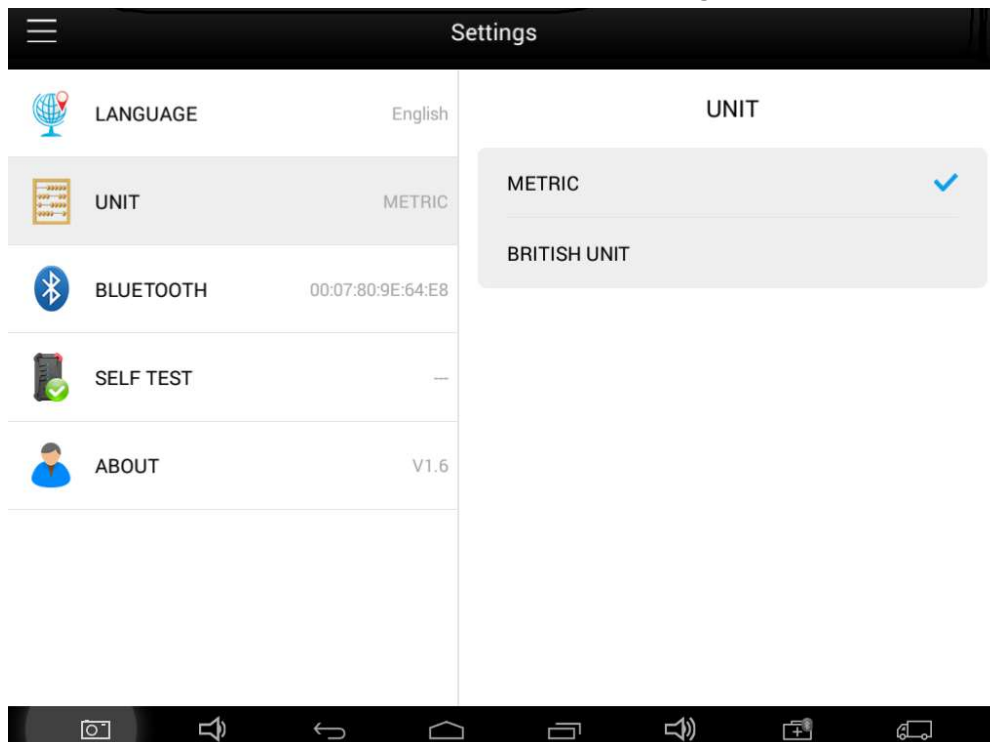 Settings
LANGUAGE English
UNIT METRIC
BLUETOOTH 00:07:80:9E:64:E8
SELF TEST ---
ABOUT V1.6
UNIT
METRIC
BRITISH UNIT